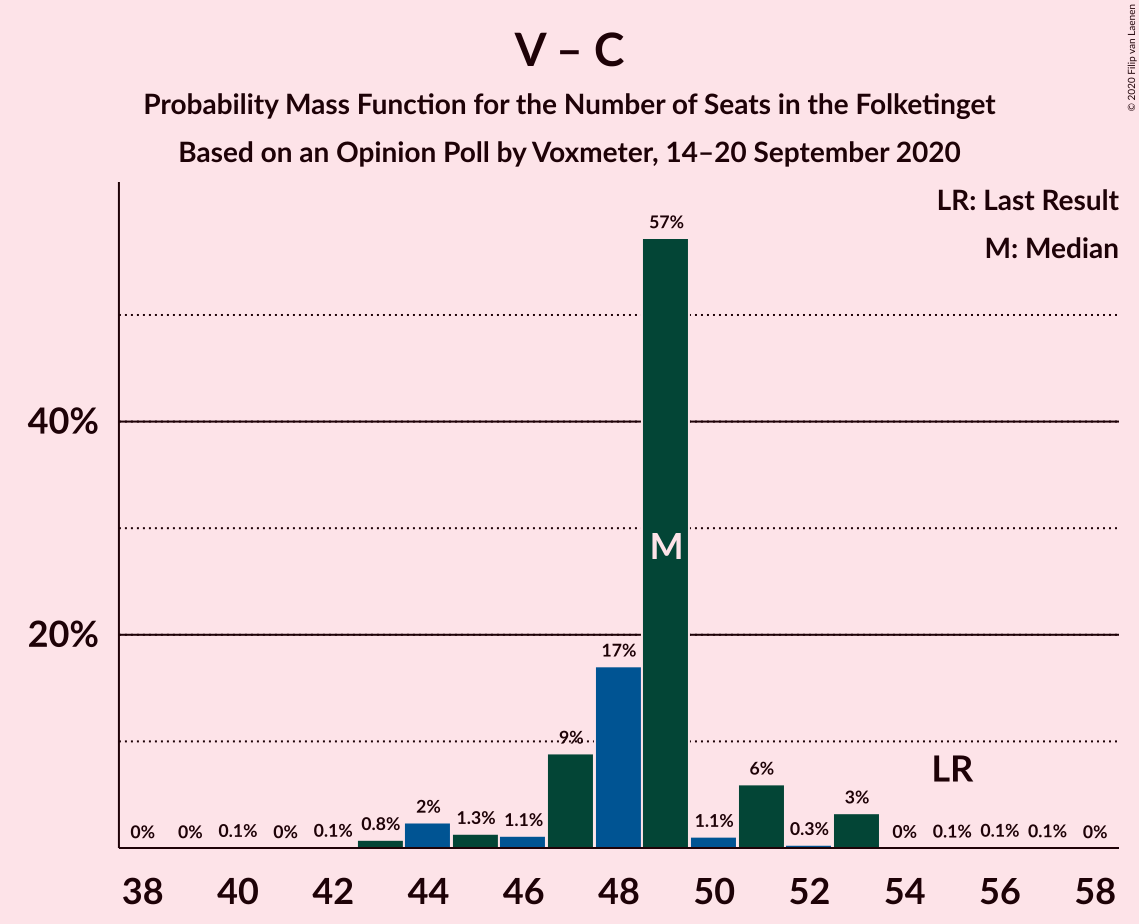 V – C
Probability Mass Function for the Number of Seats in the Folketinget
Based on an Opinion Poll by Voxmeter, 14–20 September 2020
© 2020 Filip van Laenen
LR: Last Result
M: Median
57%
40%
M
20%
17%
9%
LR
6%
3%
2%
0% 0% 0.1% 0% 0.1% 0.8% 1.3% 1.1% 1.1% 0.3% 0% 0.1% 0.1% 0.1% 0%
38 40 42 44 46 48 50 52 54 56 58